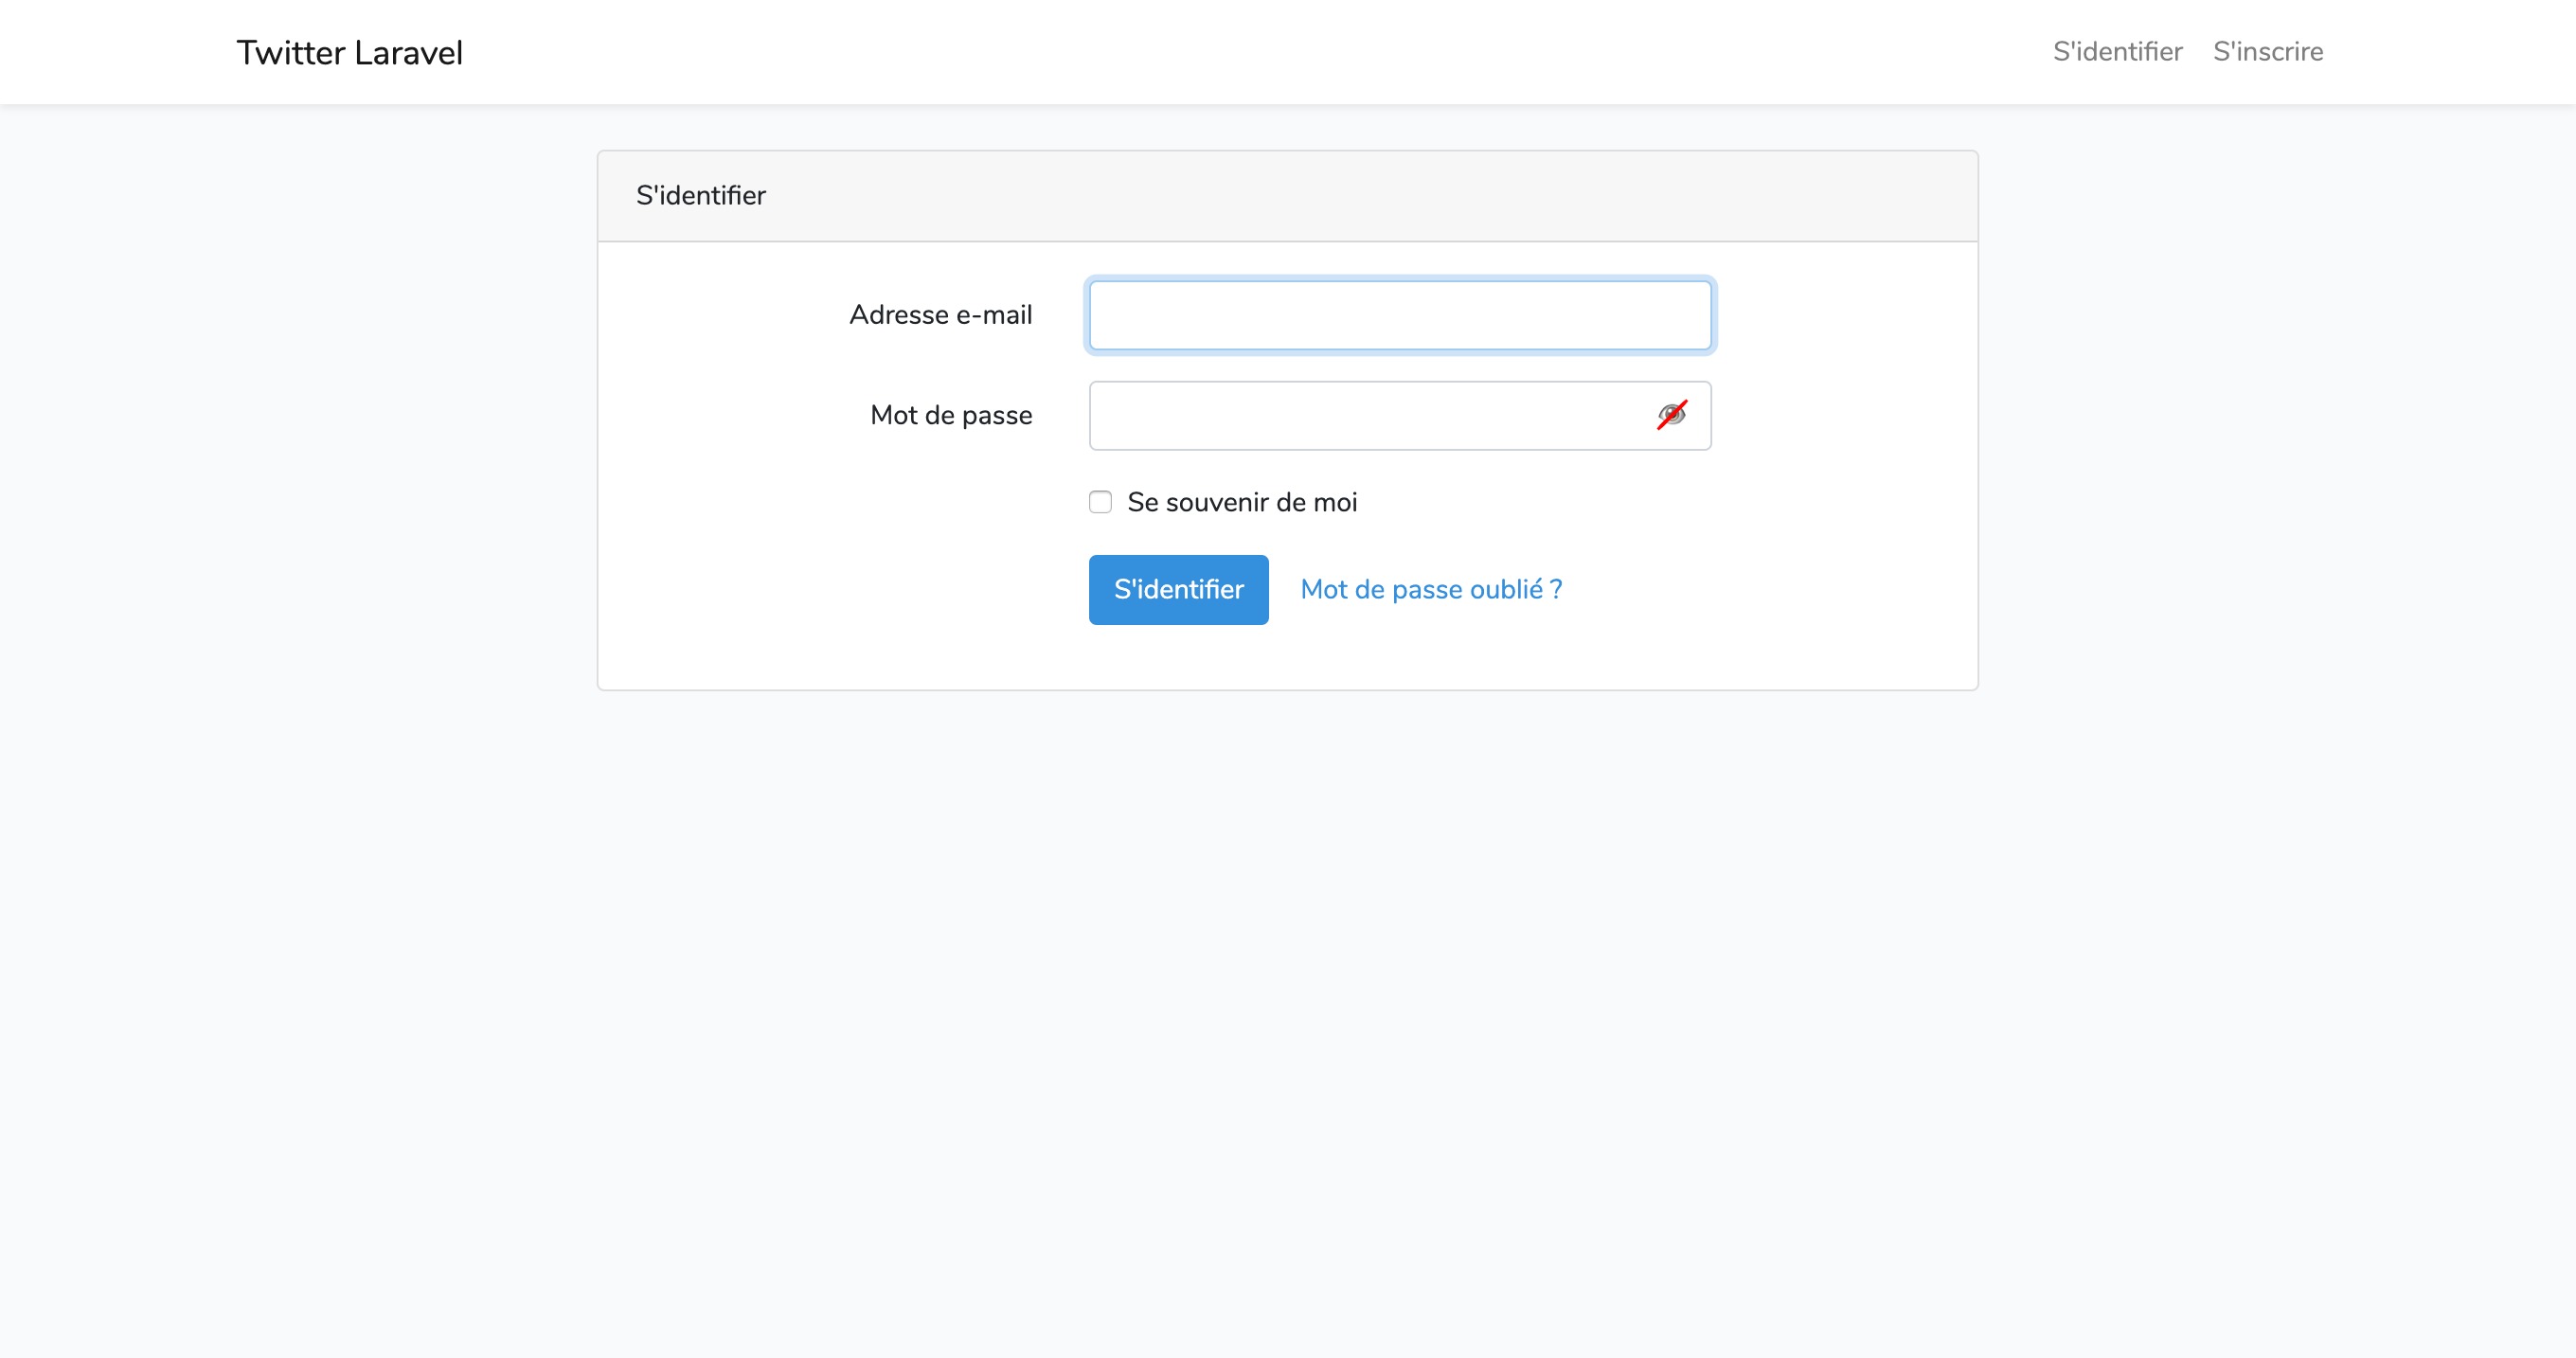 Twitter Laravel
S'identifier S'inscrire
S'identifier
Adresse e-mail
Mot de passe
Se souvenir de moi
S'identifier Mot de passe oublié ?